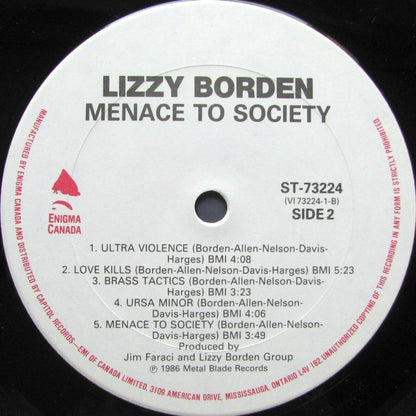 LIZZY BORDEN
MENACE TO SOCIETY
ENIGMA
CANADA
ST-73224
(VI 73224-1-B)
SIDE 2
1. ULTRA VIOLENCE (Borden-Allen-Nelson-Davis-
Harges) BMI 4:08
2. LOVE KILLS (Borden-Allen-Nelson-Davis-Harges) BMI 5:23
3. BRASS TACTICS (Borden-Allen-Nelson-Davis-
Harges) BMI 3:23
4. URSA MINOR (Borden-Allen-Nelson-
Davis-Harges) BMI 4:06
5. MENACE TO SOCIETY (Borden-Allen-Nelson-
Davis-Harges) BMI 3:49
Produced by
Jim Faraci and Lizzy Borden Group
℗ 1986 Metal Blade Records
MANUFACTURED BY ENIGMA CANADA AND DISTRIBUTED BY CAPITOL RECORDS—EMI OF CANADA LIMITED, 3109 AMERICAN DRIVE, MISSISSAUGA, ONTARIO L4V 1B2. UNAUTHORIZED COPYING OF THIS RECORDING IN ANY FORM IS STRICTLY PROHIBITED